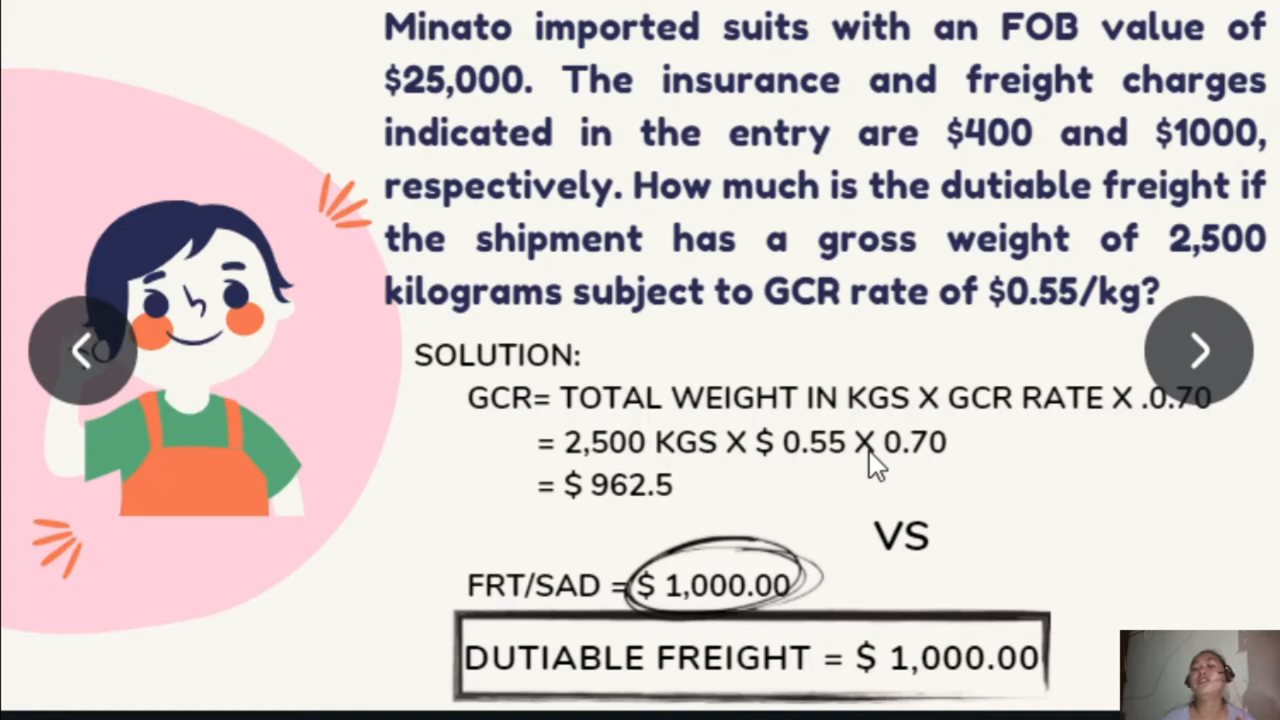 Minato imported suits with an FOB value of
$25,000. The insurance and freight charges
indicated in the entry are $400 and $1000,
respectively. How much is the dutiable freight if
the shipment has a gross weight of 2,500
kilograms subject to GCR rate of $0.55/kg?
SOLUTION:
GCR= TOTAL WEIGHT IN KGS X GCR RATE X .0.70
= 2,500 KGS X $ 0.55 X 0.70
= $ 962.5
VS
FRT/SAD = $ 1,000.00
DUTIABLE FREIGHT = $ 1,000.00